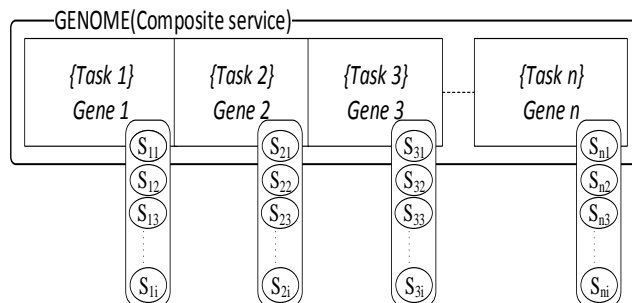 GENOME(Composite service)
{Task 1} {Task 2} {Task 3} {Task n}
Gene 1 Gene 2 Gene 3 Gene n
S11 S21 S31 Sn1
S12 S22 S32 Sn2
S13 S23 S33 Sn3
S1i S2i S3i Sni